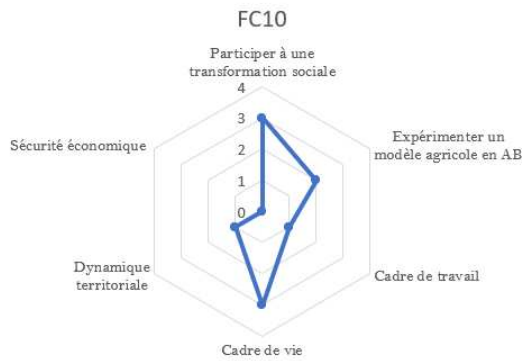 FC10
Participer à une
transformation sociale
4
3
2
1
0
Expérimenter un
modèle agricole en AB
Cadre de travail
Cadre de vie
Dynamique
territoriale
Sécurité économique